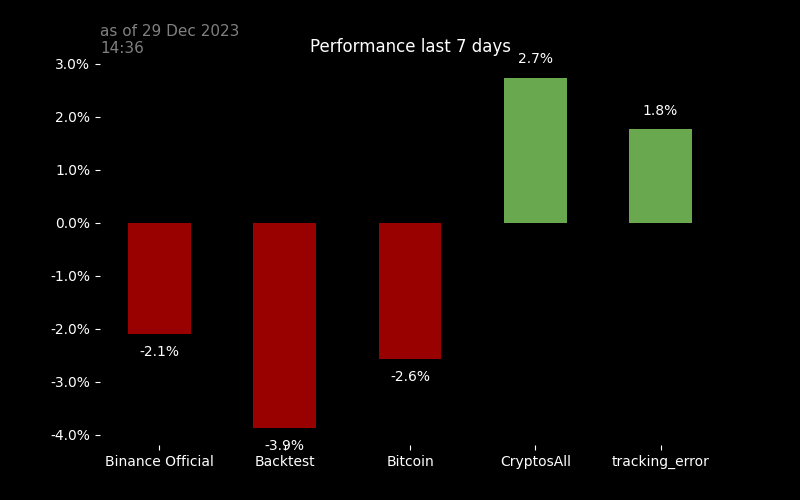 as of 29 Dec 2023
14:36
Performance last 7 days
3.0%
2.0%
1.0%
0.0%
-1.0%
-2.0%
-3.0%
-4.0%
2.7%
1.8%
-2.1%
-2.6%
-3.9%
Binance Official
Backtest
Bitcoin
CryptosAll
tracking_error